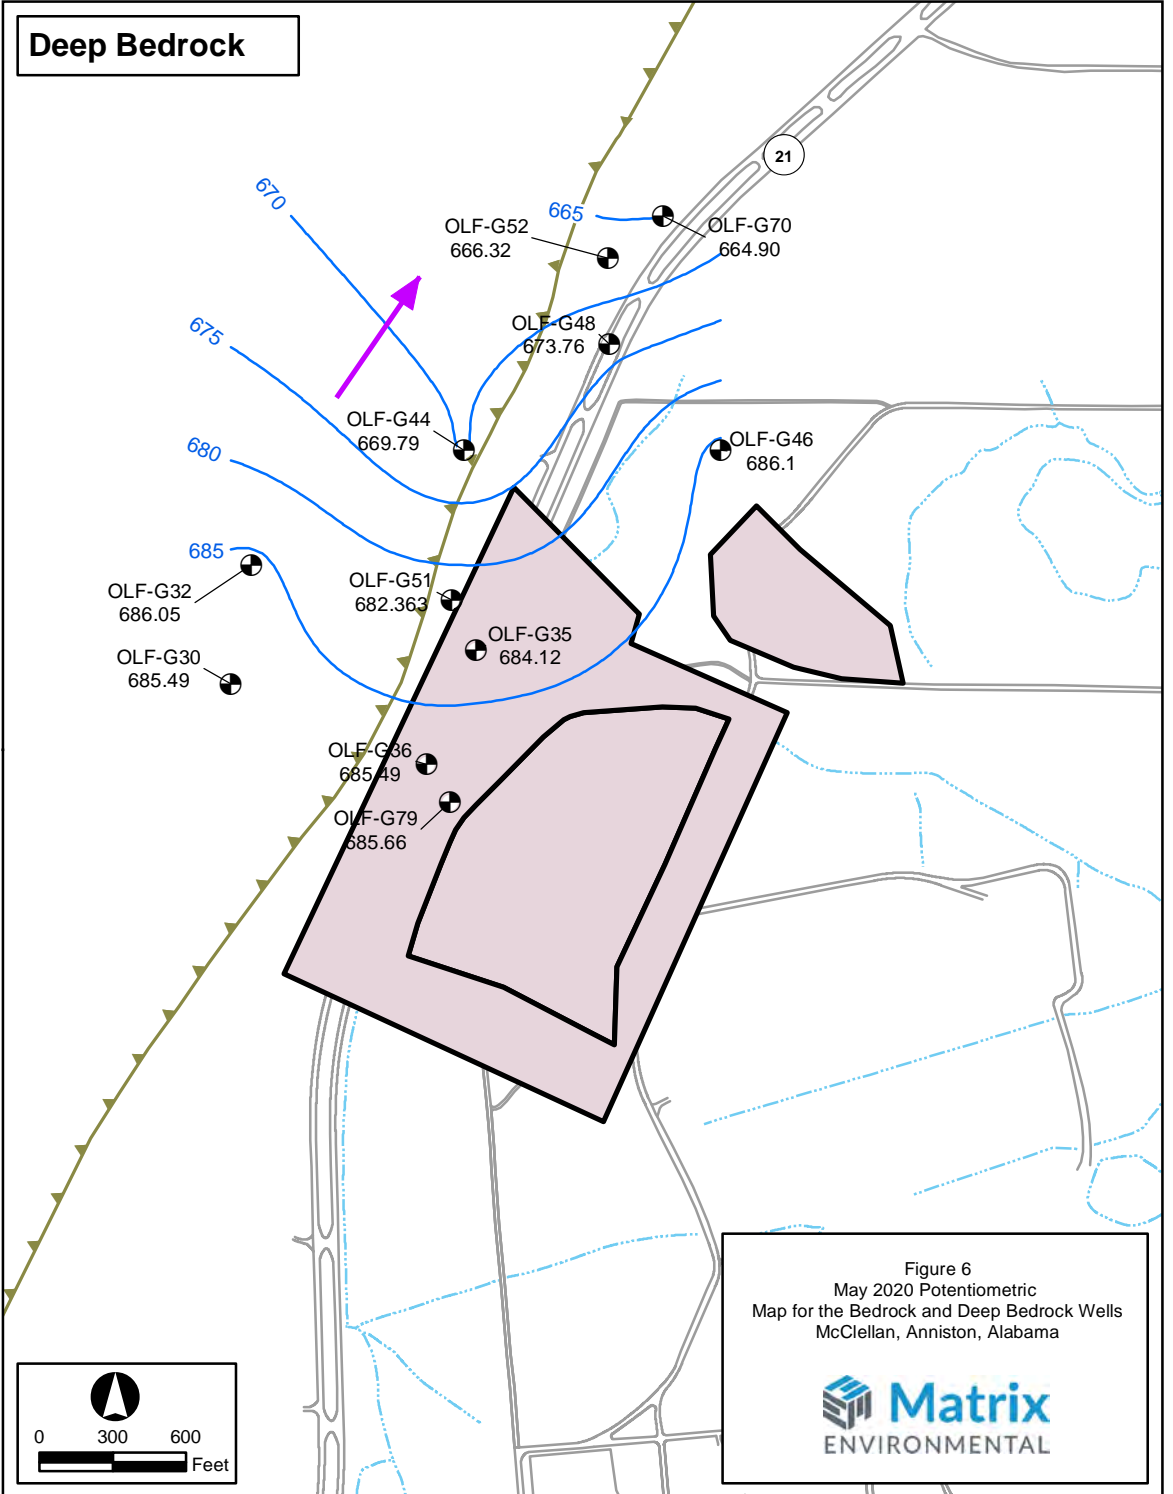 Deep Bedrock
21
670
665
OLF-G52
666.32
OLF-G70
664.90
675
OLF-G48
673.76
OLF-G44
669.79
680
OLF-G46
686.1
685
OLF-G32
686.05
OLF-G51
682.363
OLF-G35
684.12
OLF-G30
685.49
OLF-G36
685.49
OLF-G79
685.66
Figure 6
May 2020 Potentiometric
Map for the Bedrock and Deep Bedrock Wells
McClellan, Anniston, Alabama
Matrix
ENVIRONMENTAL
0 300 600
Feet